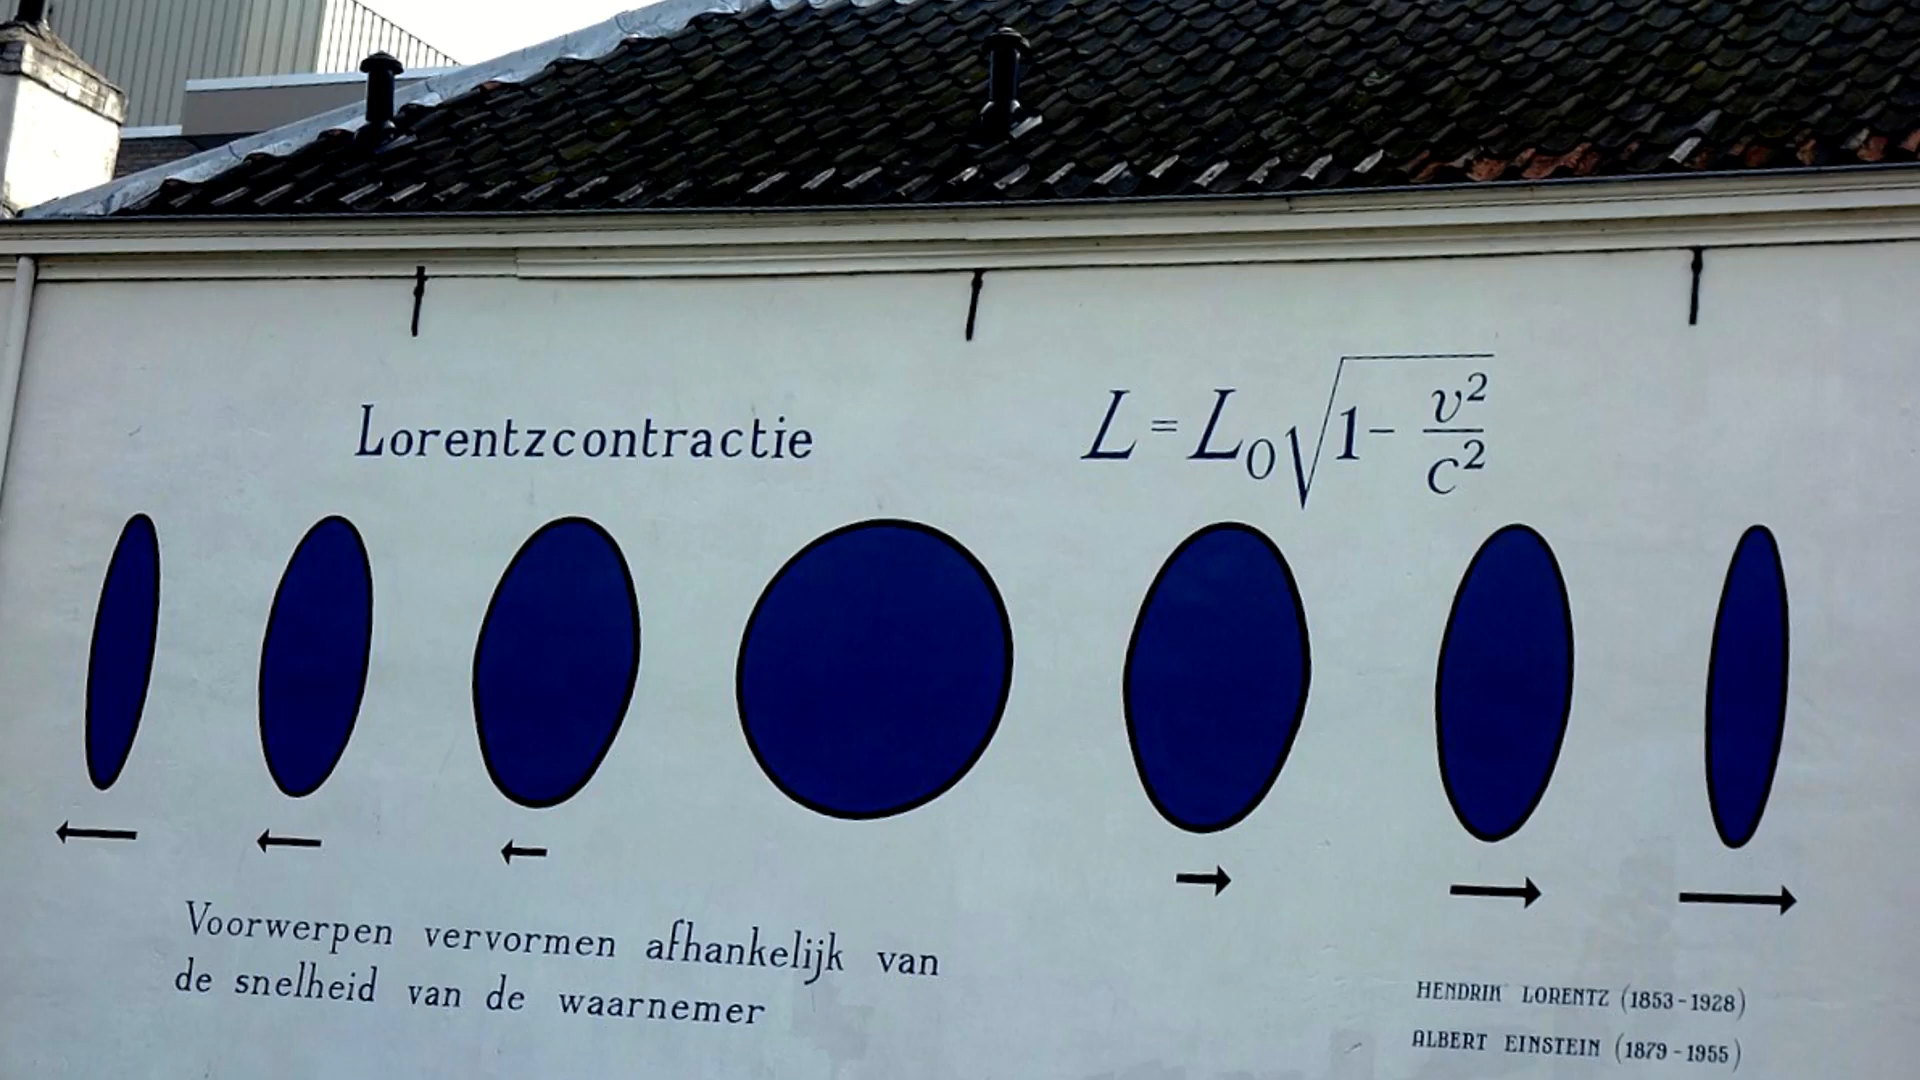 Lorentzcontractie
L = L₀√(1 - v²/c²)
Voorwerpen vervormen afhankelijk van
de snelheid van de waarnemer
HENDRIK LORENTZ (1853-1928)
ALBERT EINSTEIN (1879-1955)